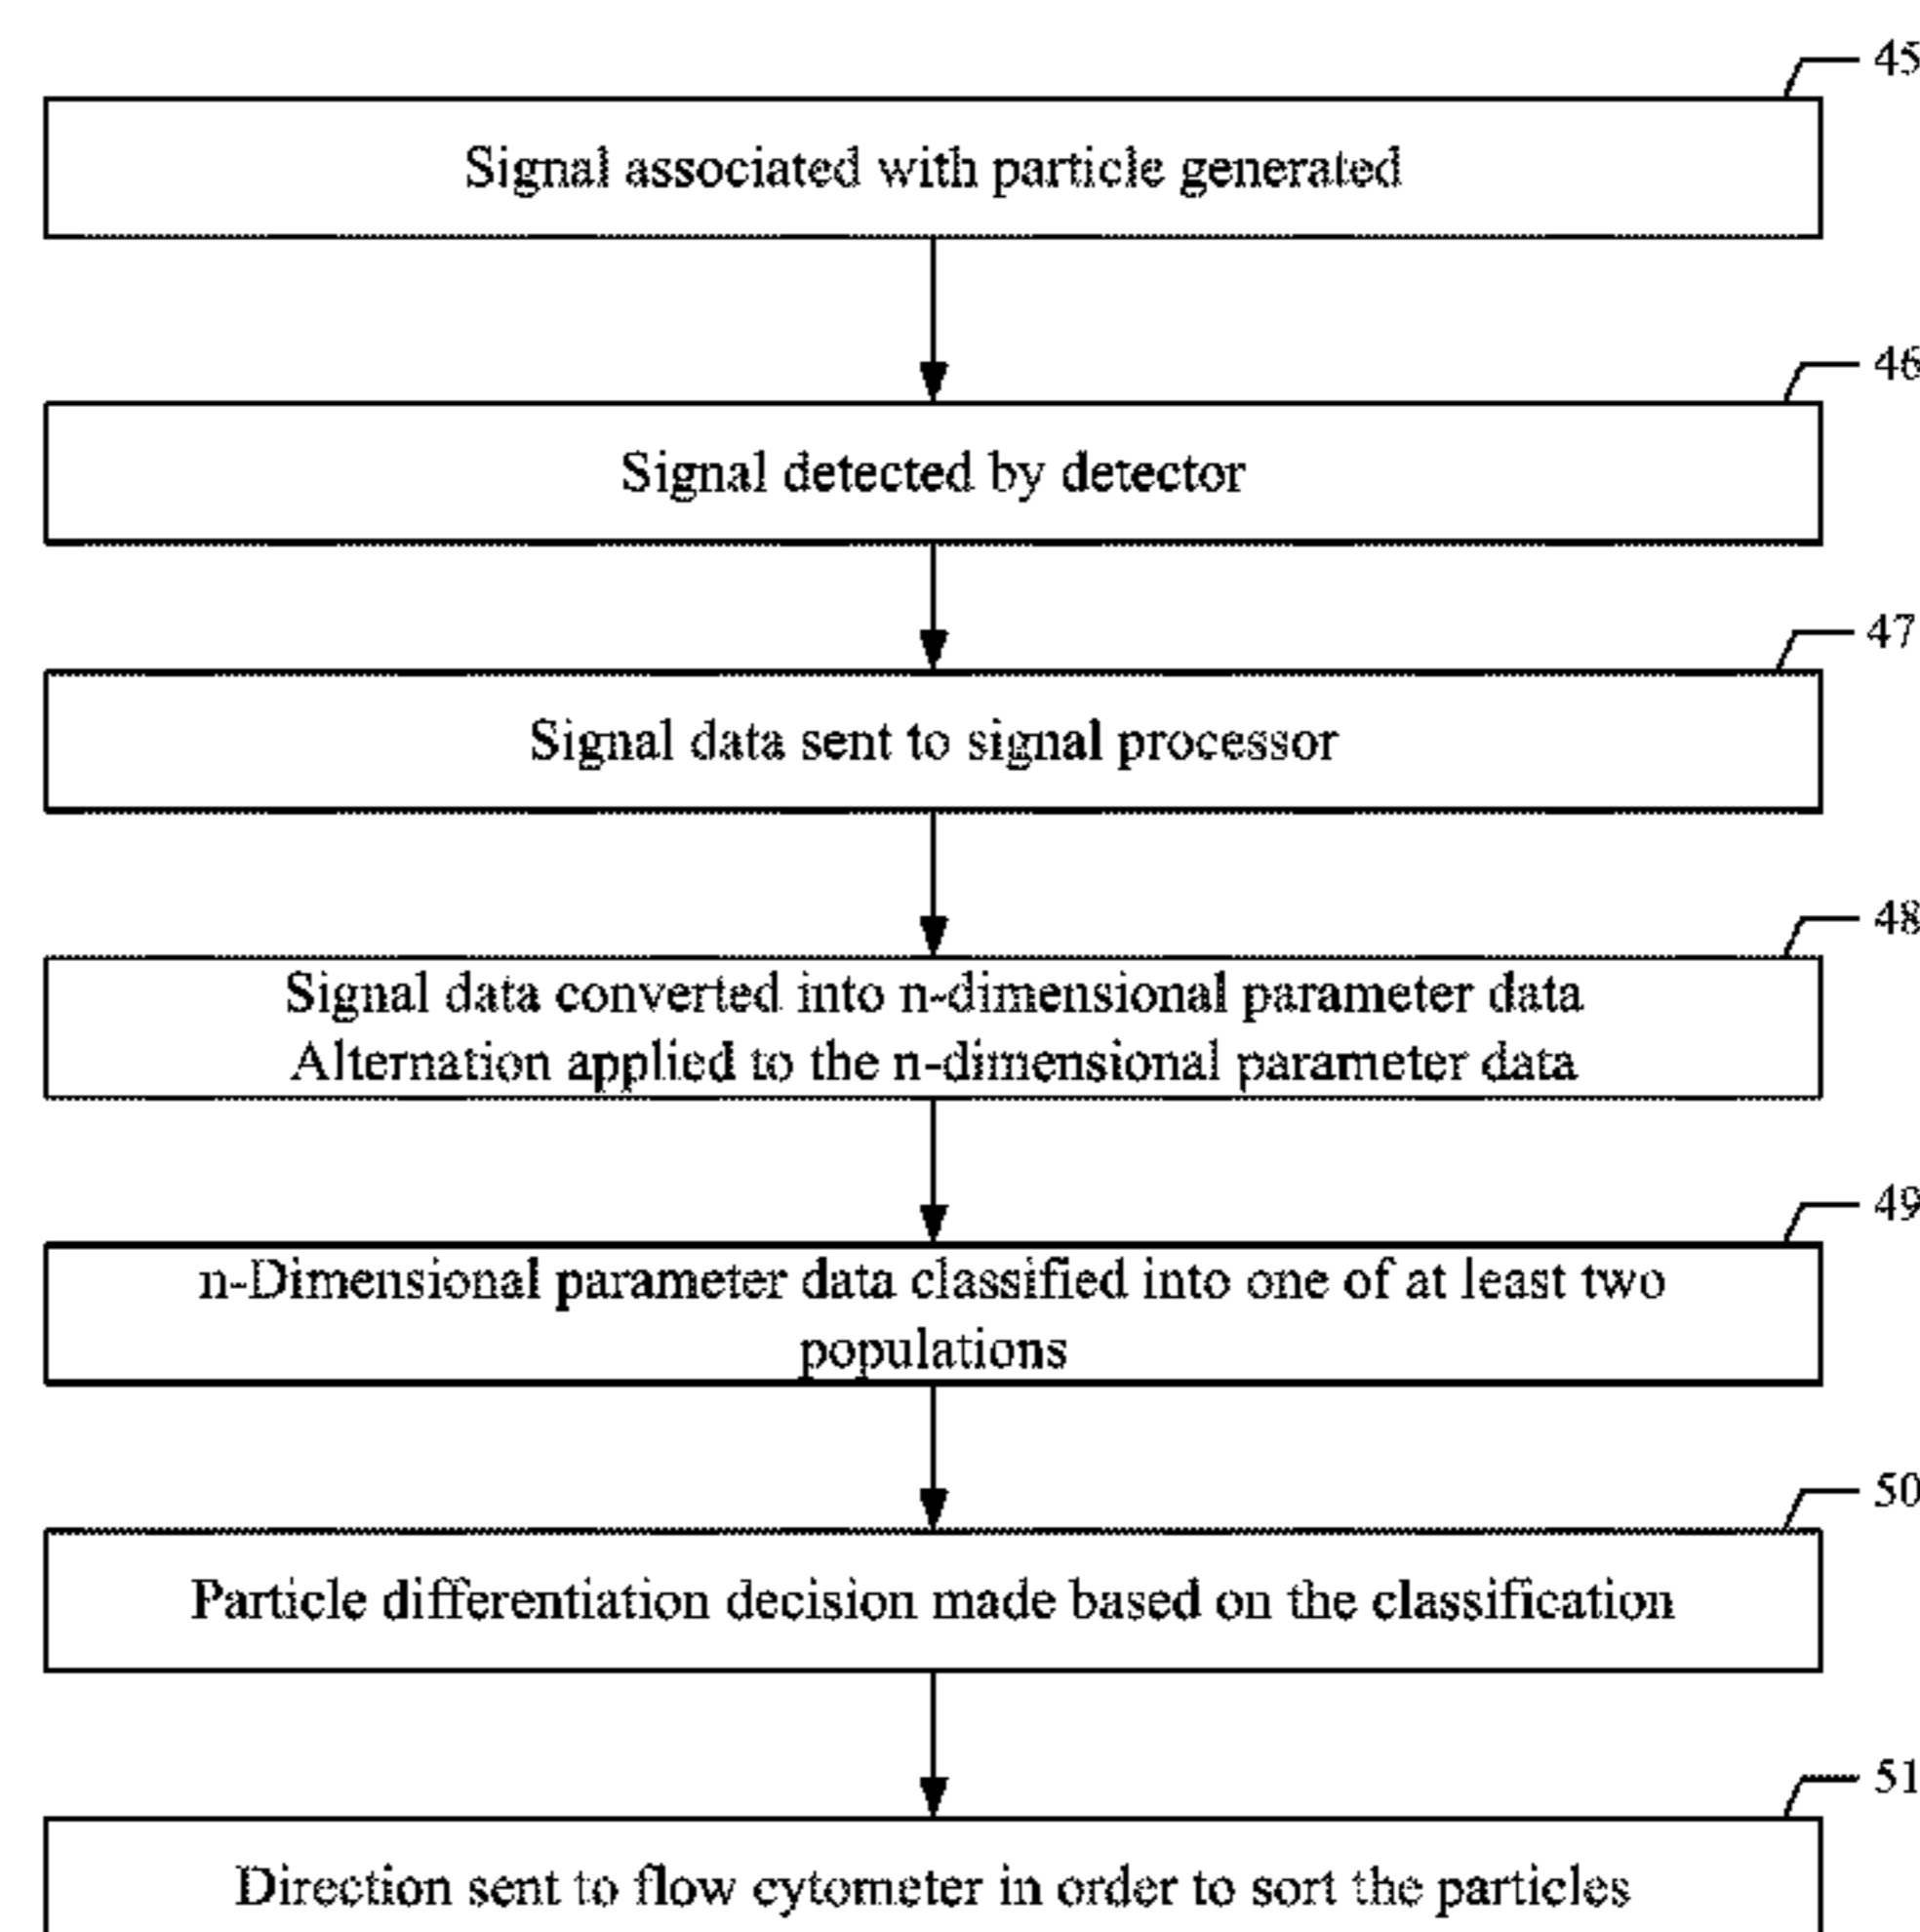 45
Signal associated with particle generated
46
Signal detected by detector
47
Signal data sent to signal processor
48
Signal data converted into n-dimensional parameter data
Alternation applied to the n-dimensional parameter data
49
n-Dimensional parameter data classified into one of at least two
populations
50
Particle differentiation decision made based on the classification
51
Direction sent to flow cytometer in order to sort the particles